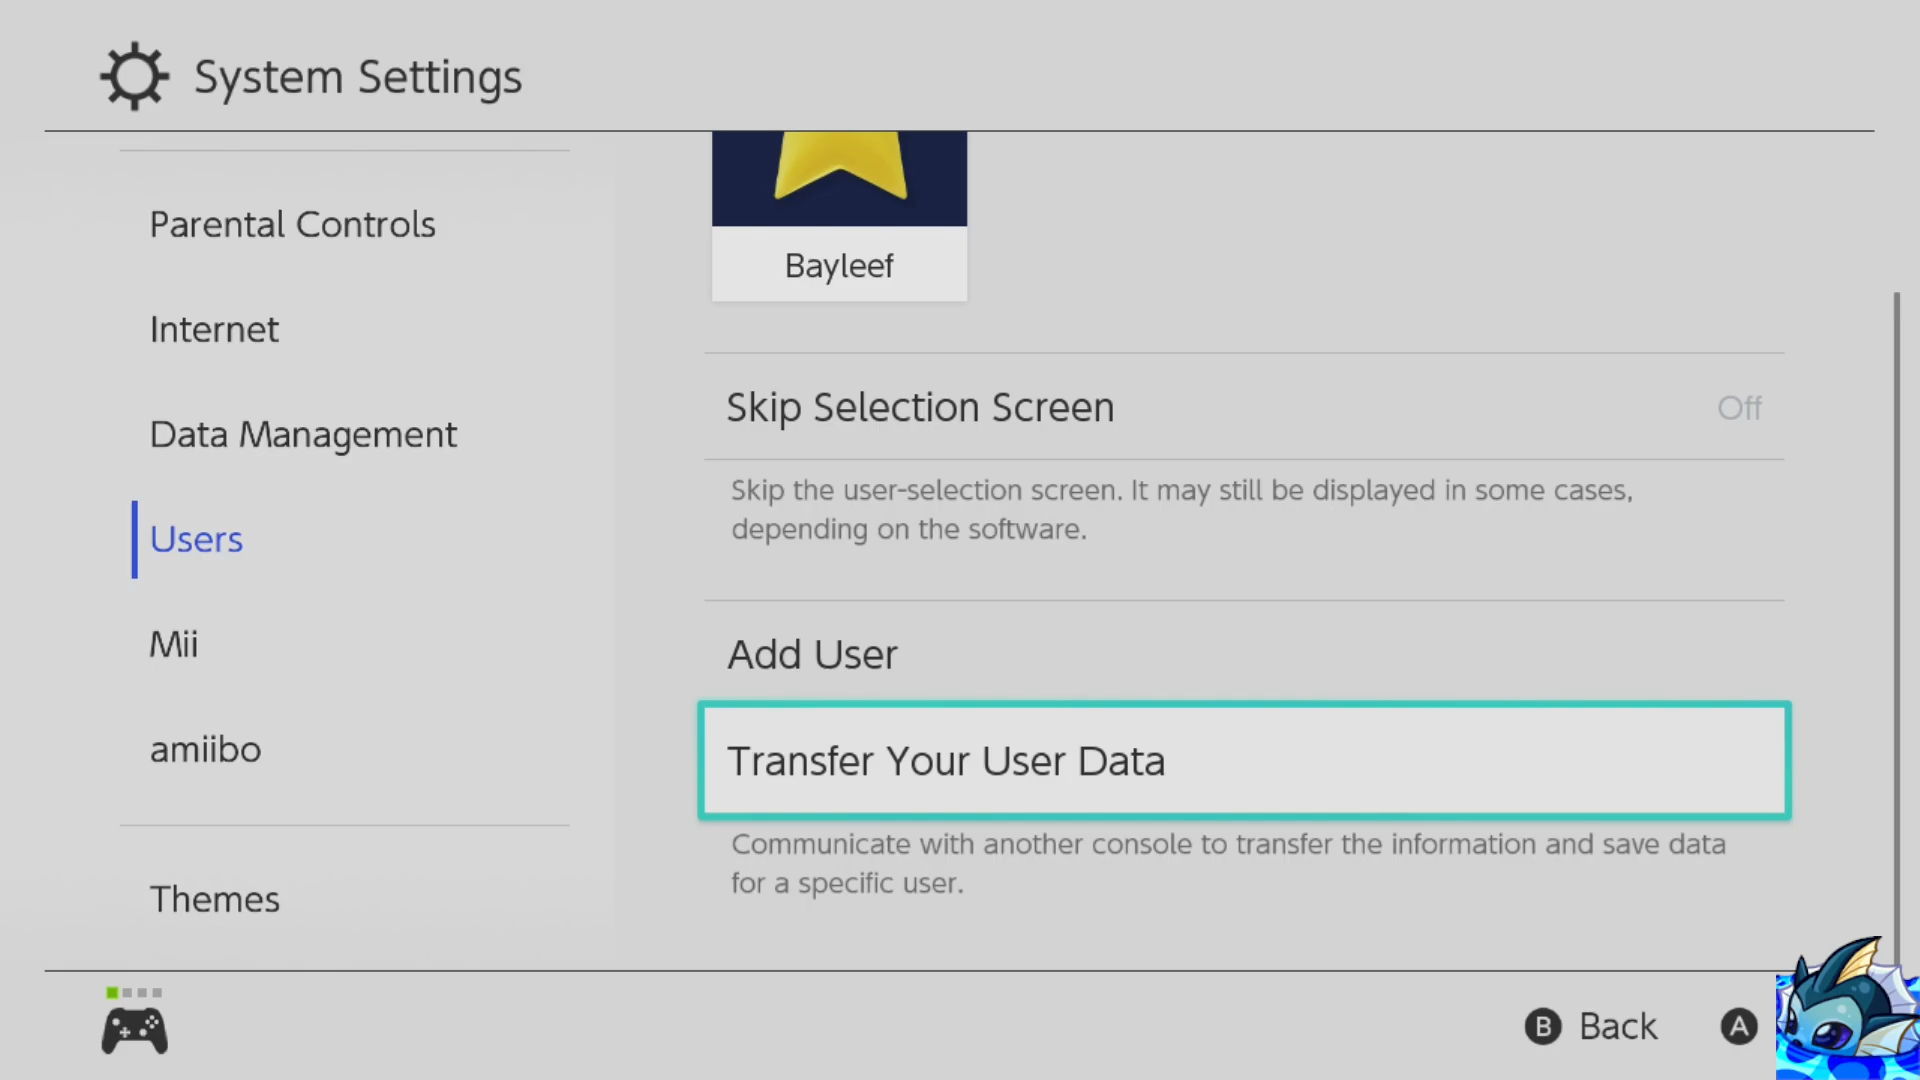 System Settings
Parental Controls
Internet
Data Management
Users
Mii
amiibo
Themes
Bayleef
Skip Selection Screen
Off
Skip the user-selection screen. It may still be displayed in some cases,
depending on the software.
Add User
Transfer Your User Data
Communicate with another console to transfer the information and save data
for a specific user.
B Back
A